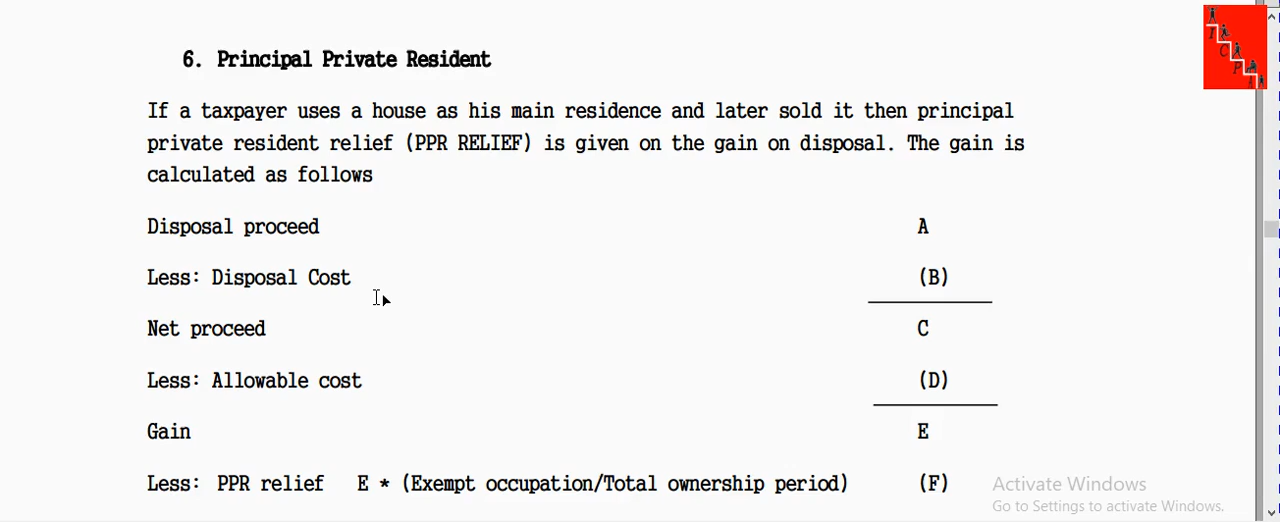 6. Principal Private Resident
If a taxpayer uses a house as his main residence and later sold it then principal
private resident relief (PPR RELIEF) is given on the gain on disposal. The gain is
calculated as follows
Disposal proceed A
Less: Disposal Cost (B)
Net proceed C
Less: Allowable cost (D)
Gain E
Less: PPR relief E * (Exempt occupation/Total ownership period) (F)
Activate Windows
Go to Settings to activate Windows.
I
C
P
A